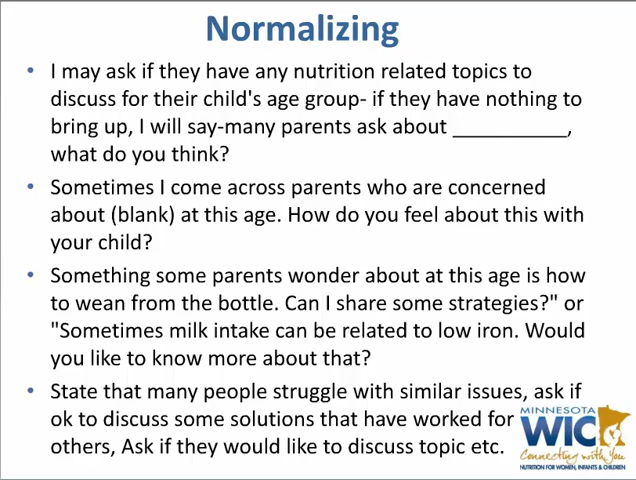 Normalizing
• I may ask if they have any nutrition related topics to
discuss for their child's age group- if they have nothing to
bring up, I will say-many parents ask about __________,
what do you think?
• Sometimes I come across parents who are concerned
about (blank) at this age. How do you feel about this with
your child?
• Something some parents wonder about at this age is how
to wean from the bottle. Can I share some strategies?" or
"Sometimes milk intake can be related to low iron. Would
you like to know more about that?
• State that many people struggle with similar issues, ask if
ok to discuss some solutions that have worked for
others, Ask if they would like to discuss topic etc.
MINNESOTA
WIC
Connecting with You
NUTRITION FOR WOMEN, INFANTS & CHILDREN